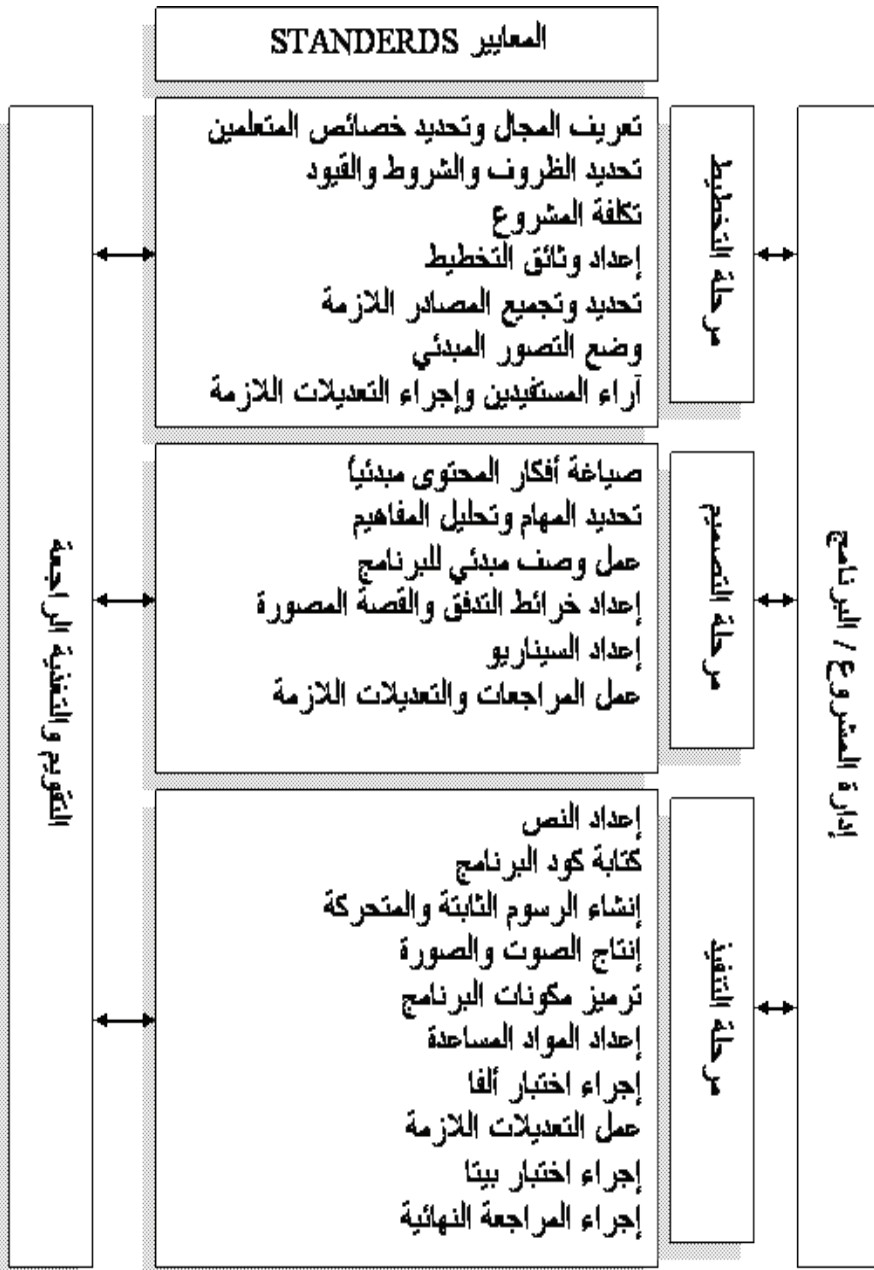 المعايير STANDERDS
إدارة المشروع / البرنامج
مرحلة التخطيط
تعريف المجال وتحديد خصائص المتعلمين
تحديد الظروف والشروط والقيود
تكلفة المشروع
إعداد وثائق التخطيط
تحديد وتجميع المصادر اللازمة
وضع التصور المبدئي
آراء المستفيدين وإجراء التعديلات اللازمة
مرحلة التصميم
صياغة أفكار المحتوى مبدئياً
تحديد المهام وتحليل المفاهيم
عمل وصف مبدئي للبرنامج
إعداد خرائط التدفق والقصة المصورة
إعداد السيناريو
عمل المراجعات والتعديلات اللازمة
مرحلة التنفيذ
إعداد النص
كتابة كود البرنامج
إنشاء الرسوم الثابتة والمتحركة
إنتاج الصوت والصورة
ترميز مكونات البرنامج
إعداد المواد المساعدة
إجراء اختبار ألفا
عمل التعديلات اللازمة
إجراء اختبار بيتا
إجراء المراجعة النهائية
التقويم والتغذية الراجعة